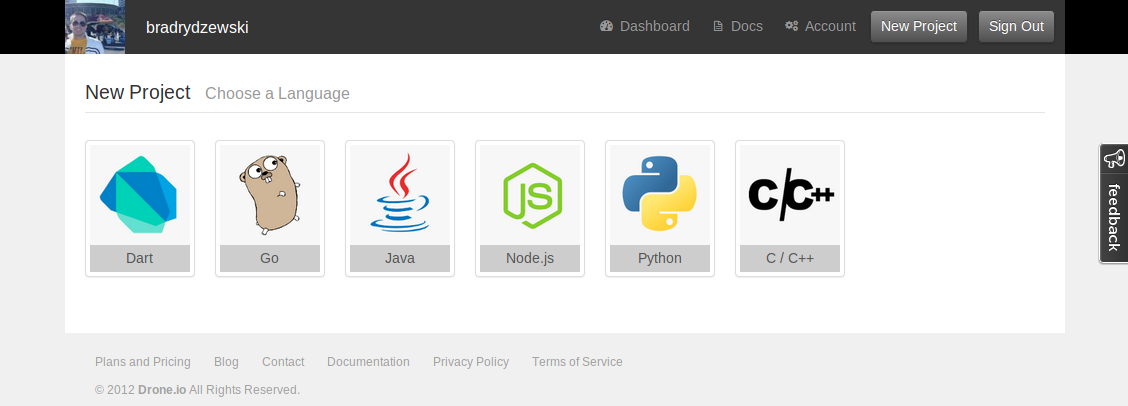 bradrydzewski Dashboard Docs Account New Project Sign Out
New Project Choose a Language
JS C/C++
Dart Go Java Node.js Python C / C++
feedback
Plans and Pricing Blog Contact Documentation Privacy Policy Terms of Service
© 2012 Drone.io All Rights Reserved.